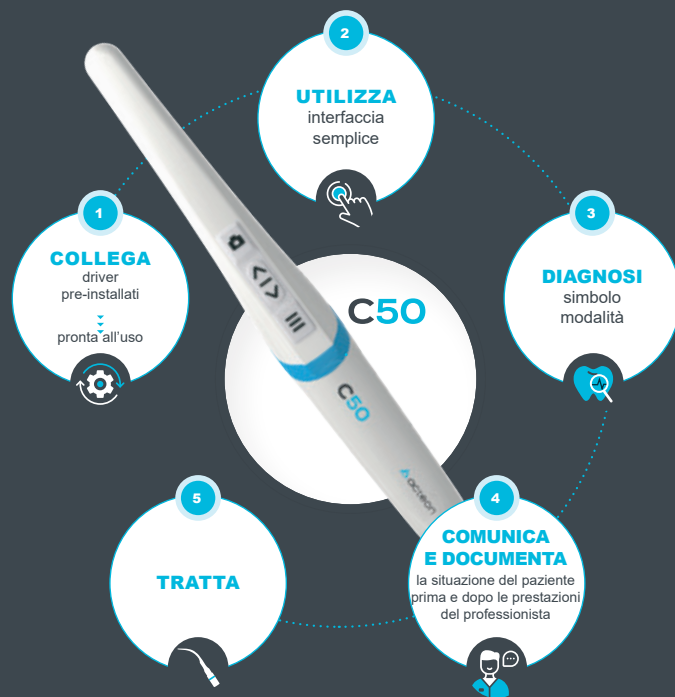 1
COLLEGA
driver
pre-installati
pronta all'uso
2
UTILIZZA
interfaccia
semplice
3
DIAGNOSI
simbolo
modalità
4
COMUNICA
E DOCUMENTA
la situazione del paziente
prima e dopo le prestazioni
del professionista
5
TRATTA
C50
C50
acteon